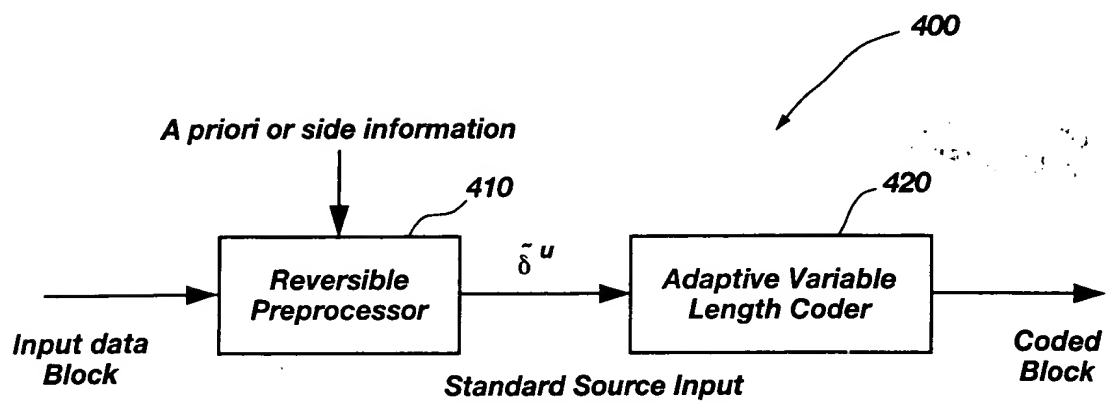 400
A priori or side information
410
420
δ̃ u
Reversible
Preprocessor
Adaptive Variable
Length Coder
Input data
Block
Coded
Block
Standard Source Input